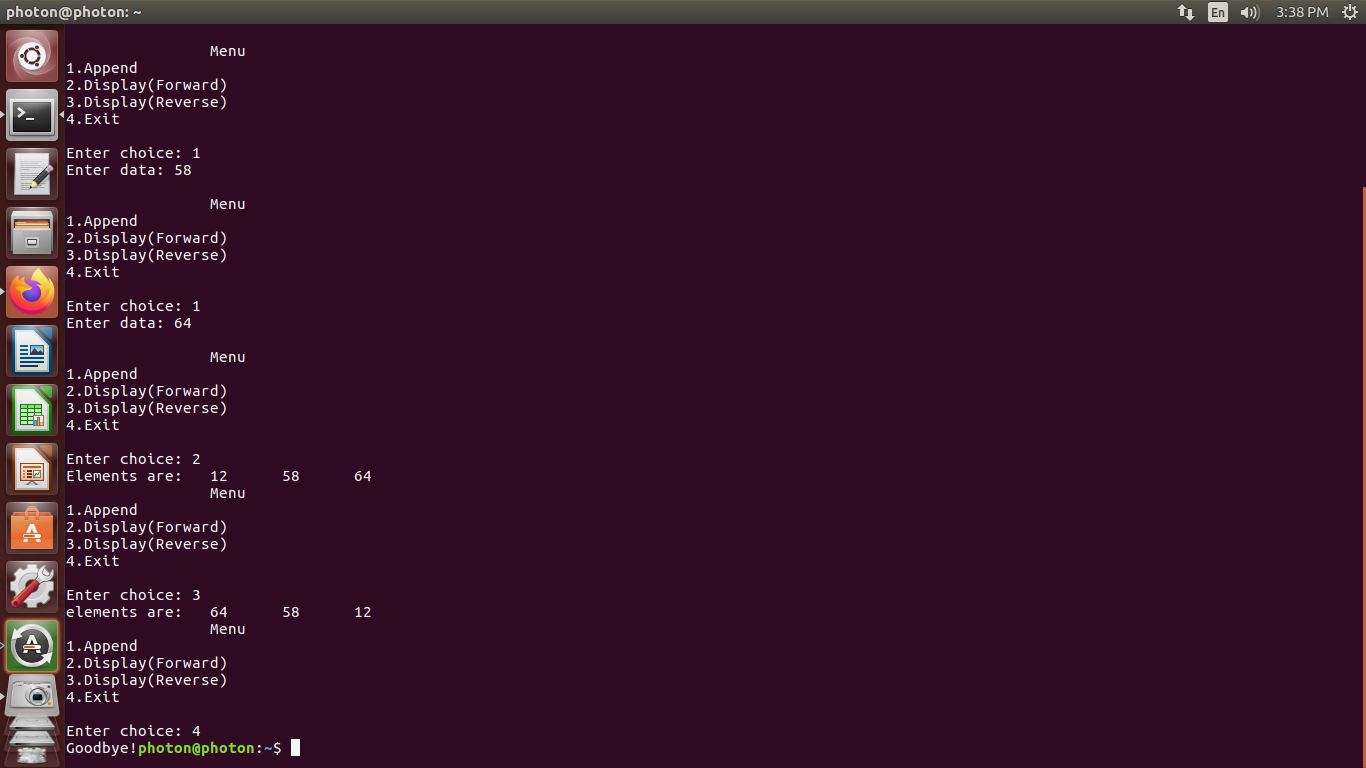 photon@photon: ~
En
3:38 PM
Menu
1.Append
2.Display(Forward)
3.Display(Reverse)
4.Exit
Enter choice: 1
Enter data: 58
Menu
1.Append
2.Display(Forward)
3.Display(Reverse)
4.Exit
Enter choice: 1
Enter data: 64
Menu
1.Append
2.Display(Forward)
3.Display(Reverse)
4.Exit
Enter choice: 2
Elements are: 12 58 64
Menu
1.Append
2.Display(Forward)
3.Display(Reverse)
4.Exit
Enter choice: 3
elements are: 64 58 12
Menu
1.Append
2.Display(Forward)
3.Display(Reverse)
4.Exit
Enter choice: 4
Goodbye!photon@photon:~$